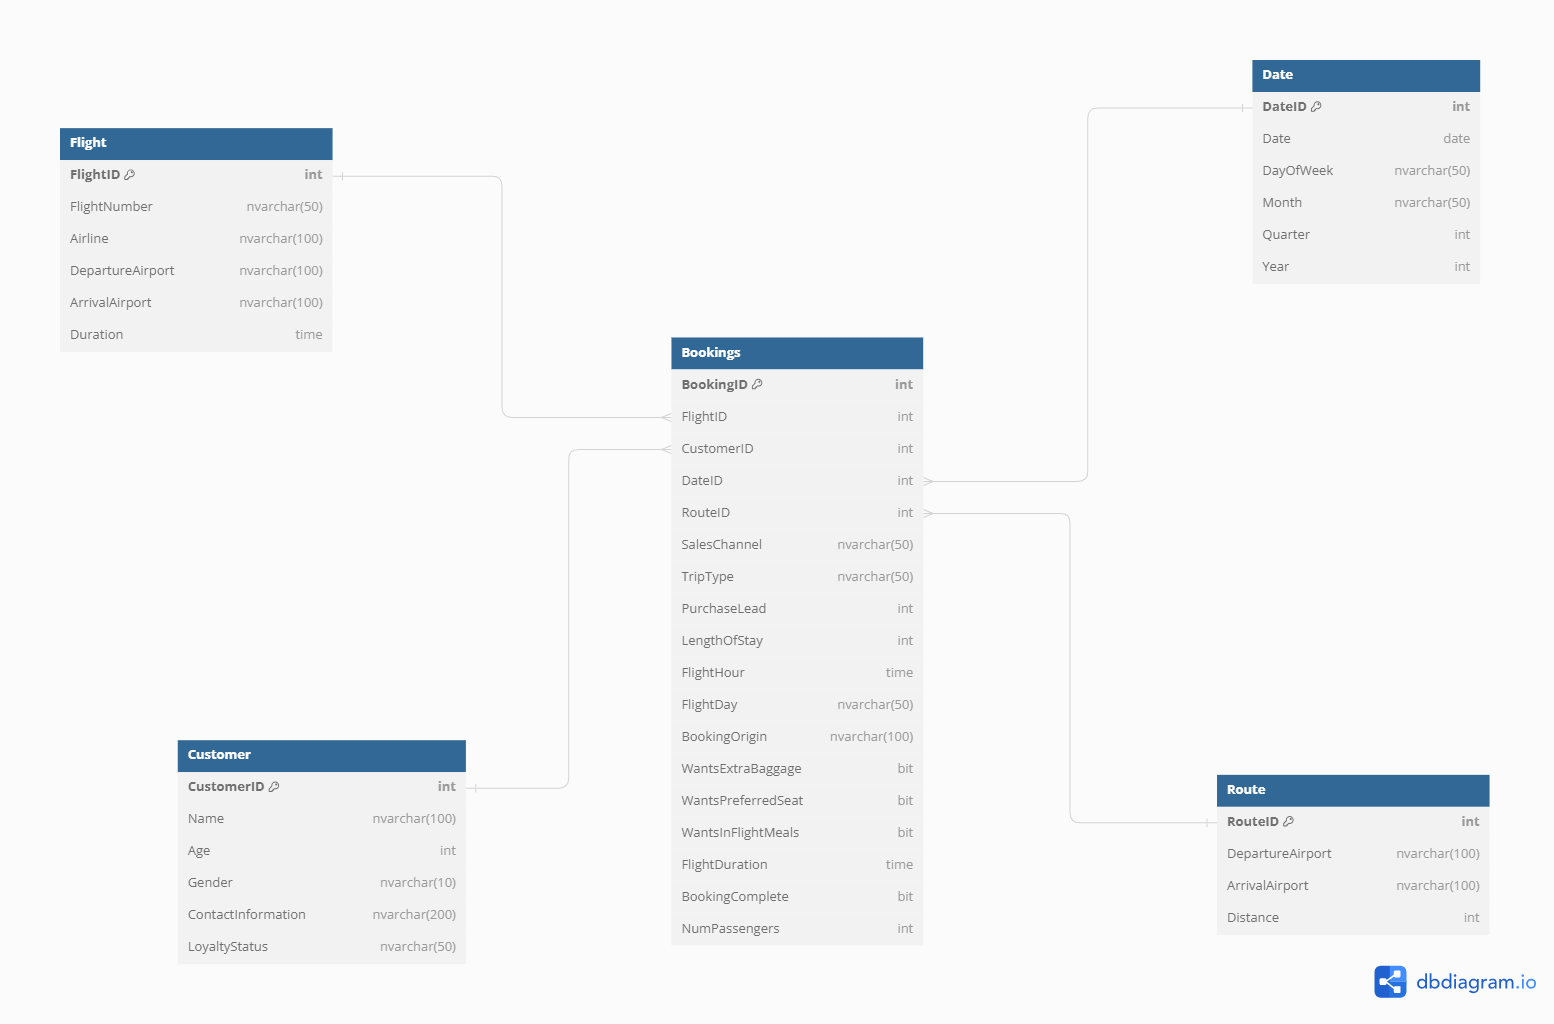 Flight
FlightID int
FlightNumber nvarchar(50)
Airline nvarchar(100)
DepartureAirport nvarchar(100)
ArrivalAirport nvarchar(100)
Duration time
Date
DateID int
Date date
DayOfWeek nvarchar(50)
Month nvarchar(50)
Quarter int
Year int
Bookings
BookingID int
FlightID int
CustomerID int
DateID int
RouteID int
SalesChannel nvarchar(50)
TripType nvarchar(50)
PurchaseLead int
LengthOfStay int
FlightHour time
FlightDay nvarchar(50)
BookingOrigin nvarchar(100)
WantsExtraBaggage bit
WantsPreferredSeat bit
WantsInFlightMeals bit
FlightDuration time
BookingComplete bit
NumPassengers int
Customer
CustomerID int
Name nvarchar(100)
Age int
Gender nvarchar(10)
ContactInformation nvarchar(200)
LoyaltyStatus nvarchar(50)
Route
RouteID int
DepartureAirport nvarchar(100)
ArrivalAirport nvarchar(100)
Distance int
dbdiagram.io